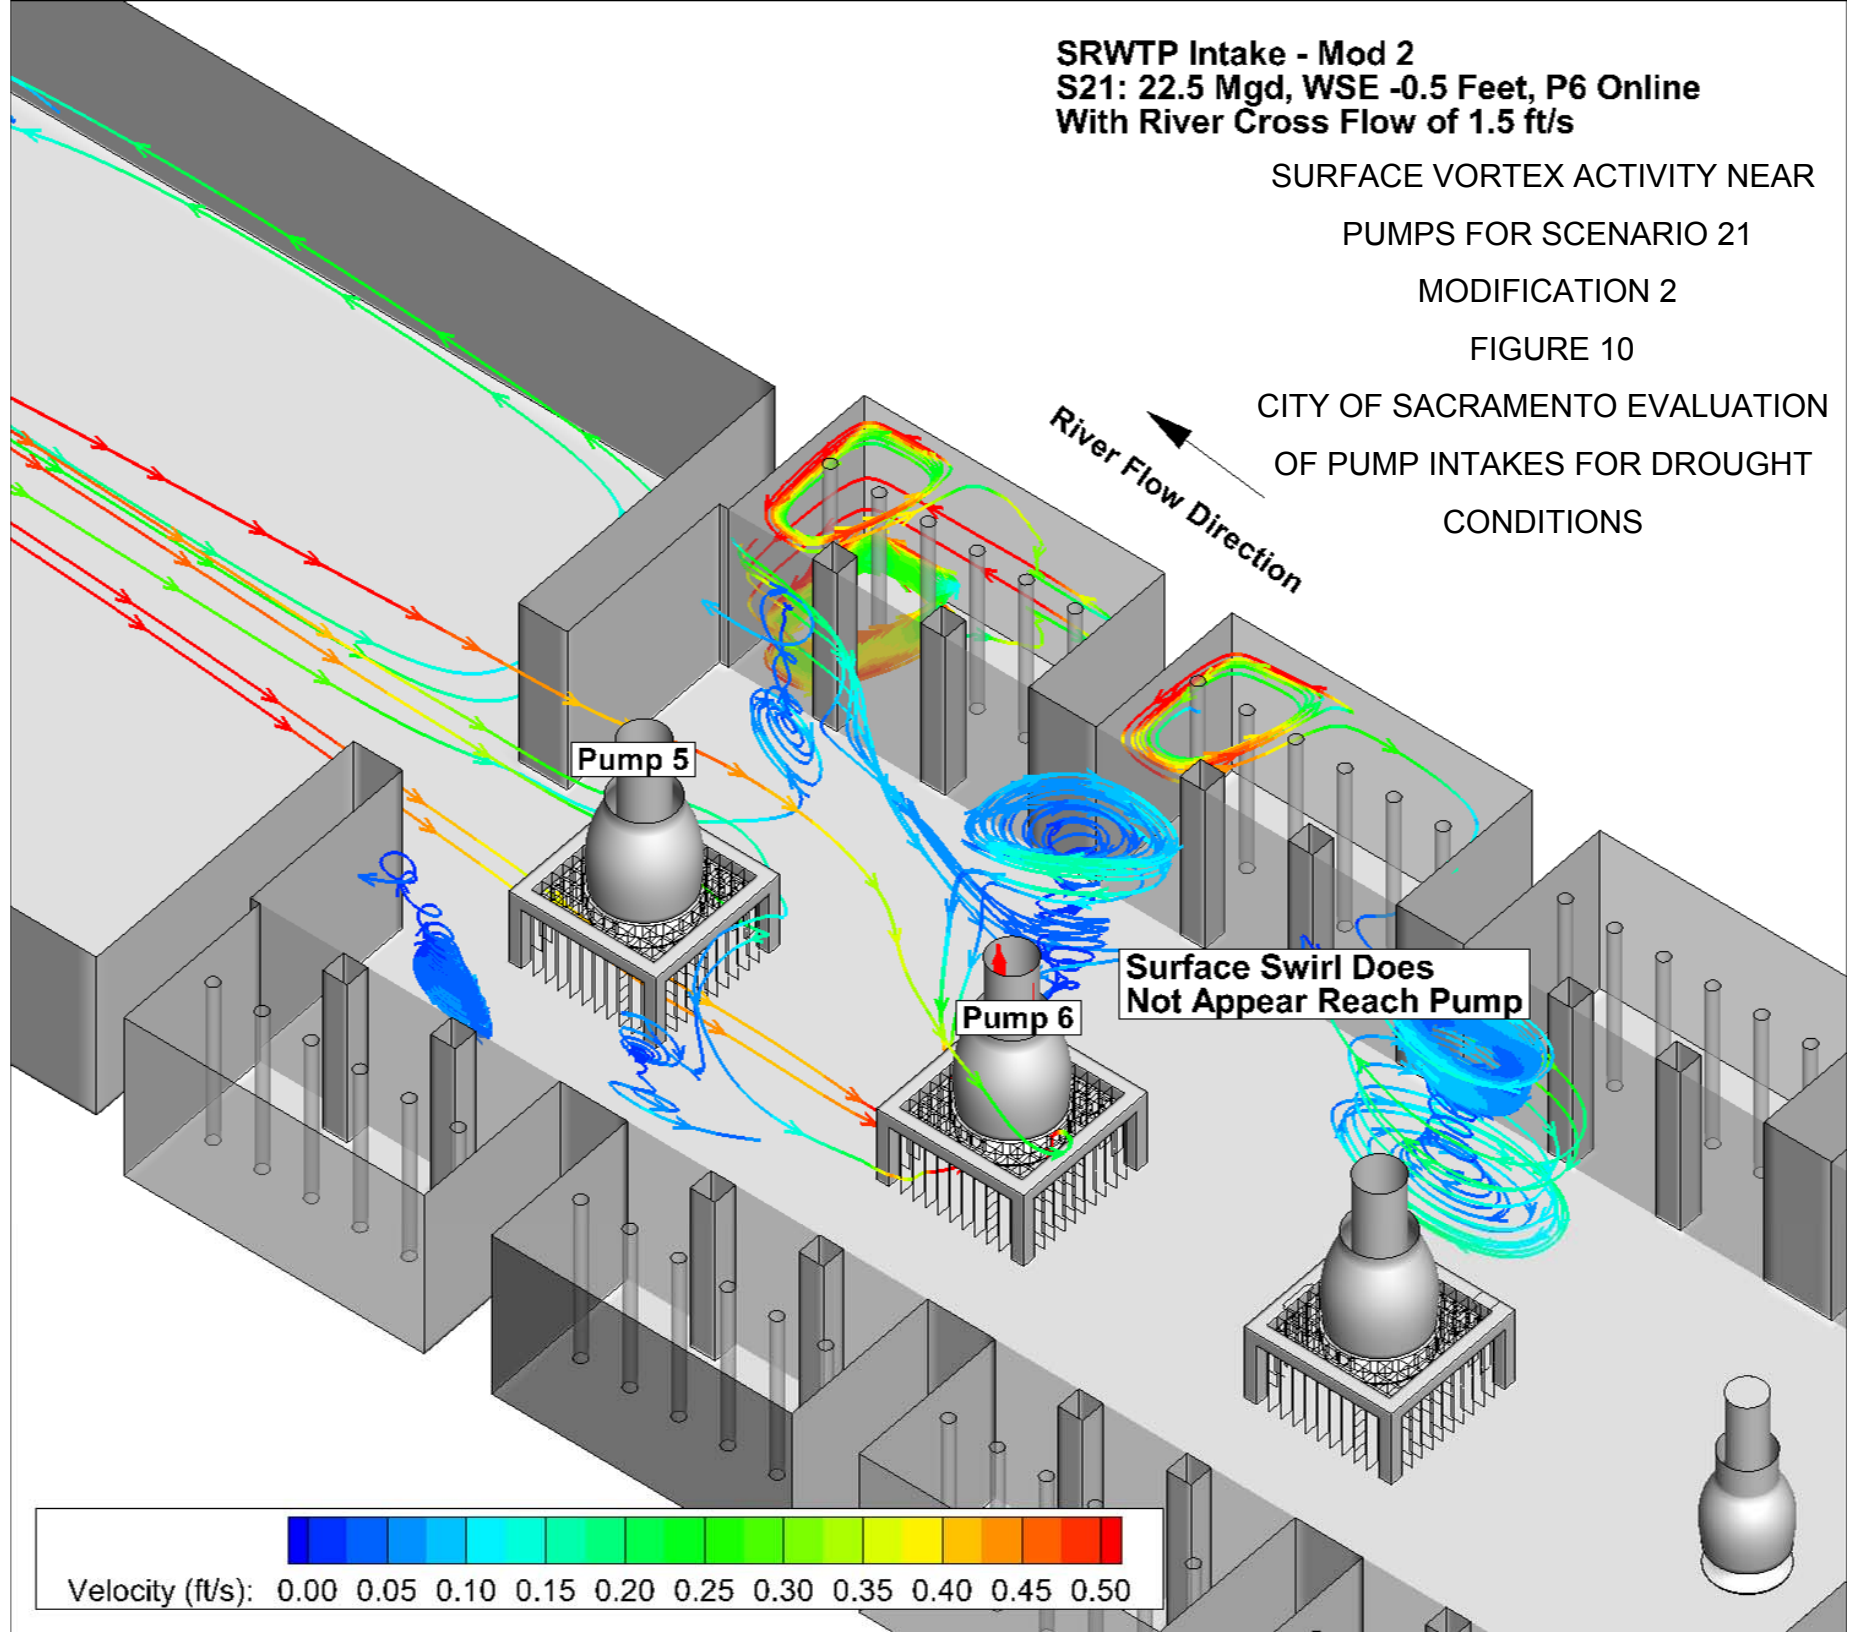 SRWTP Intake - Mod 2
S21: 22.5 Mgd, WSE -0.5 Feet, P6 Online
With River Cross Flow of 1.5 ft/s
SURFACE VORTEX ACTIVITY NEAR
PUMPS FOR SCENARIO 21
MODIFICATION 2
FIGURE 10
CITY OF SACRAMENTO EVALUATION
OF PUMP INTAKES FOR DROUGHT
CONDITIONS
River Flow Direction
Pump 5
Surface Swirl Does
Not Appear Reach Pump
Pump 6
Velocity (ft/s): 0.00 0.05 0.10 0.15 0.20 0.25 0.30 0.35 0.40 0.45 0.50